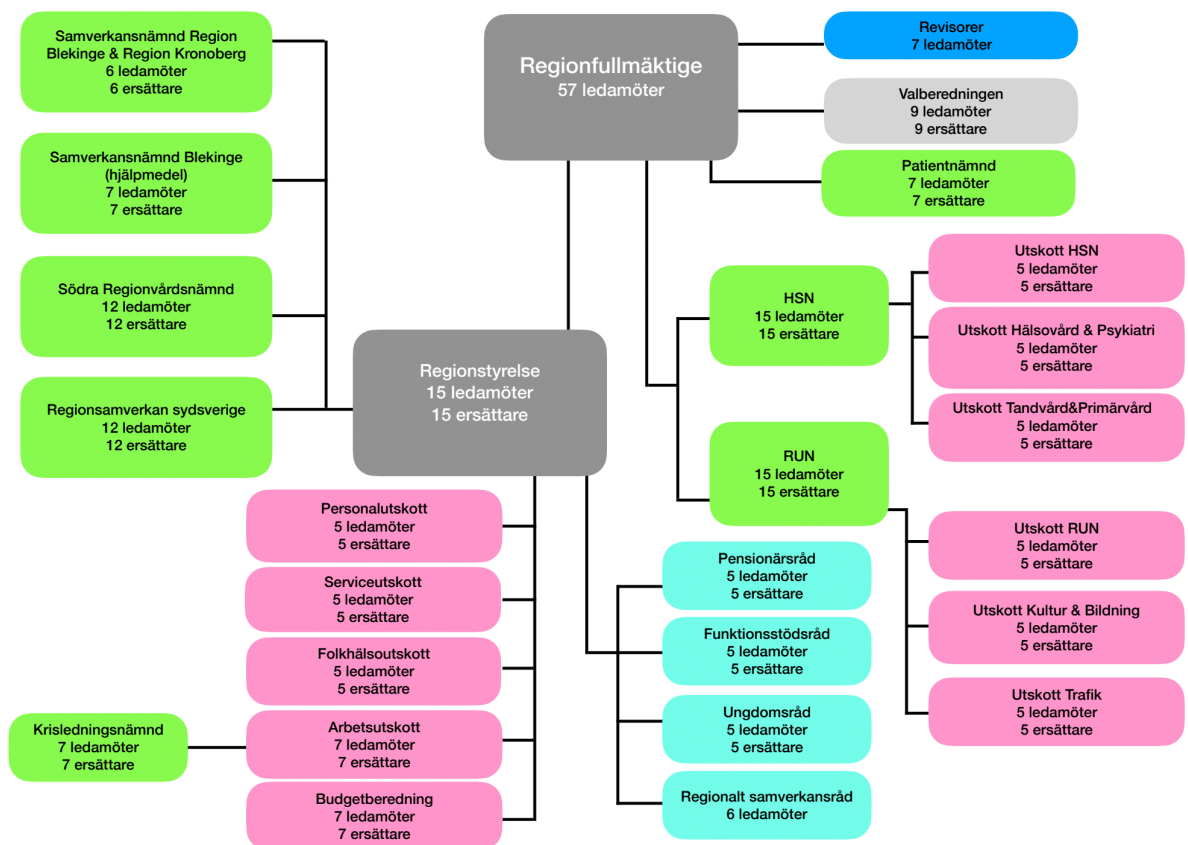 Samverkansnämnd Region
Blekinge & Region Kronoberg
6 ledamöter
6 ersättare
Samverkansnämnd Blekinge
(hjälpmedel)
7 ledamöter
7 ersättare
Södra Regionvårdsnämnd
12 ledamöter
12 ersättare
Regionsamverkan sydsverige
12 ledamöter
12 ersättare
Regionfullmäktige
57 ledamöter
Revisorer
7 ledamöter
Valberedningen
9 ledamöter
9 ersättare
Patientnämnd
7 ledamöter
7 ersättare
Regionstyrelse
15 ledamöter
15 ersättare
HSN
15 ledamöter
15 ersättare
Utskott HSN
5 ledamöter
5 ersättare
Utskott Hälsovård & Psykiatri
5 ledamöter
5 ersättare
Utskott Tandvård&Primärvård
5 ledamöter
5 ersättare
RUN
15 ledamöter
15 ersättare
Utskott RUN
5 ledamöter
5 ersättare
Utskott Kultur & Bildning
5 ledamöter
5 ersättare
Utskott Trafik
5 ledamöter
5 ersättare
Personalutskott
5 ledamöter
5 ersättare
Serviceutskott
5 ledamöter
5 ersättare
Folkhälsoutskott
5 ledamöter
5 ersättare
Krisledningsnämnd
7 ledamöter
7 ersättare
Arbetsutskott
7 ledamöter
7 ersättare
Budgetberedning
7 ledamöter
7 ersättare
Pensionärsråd
5 ledamöter
5 ersättare
Funktionsstödsråd
5 ledamöter
5 ersättare
Ungdomsråd
5 ledamöter
5 ersättare
Regionalt samverkansråd
6 ledamöter